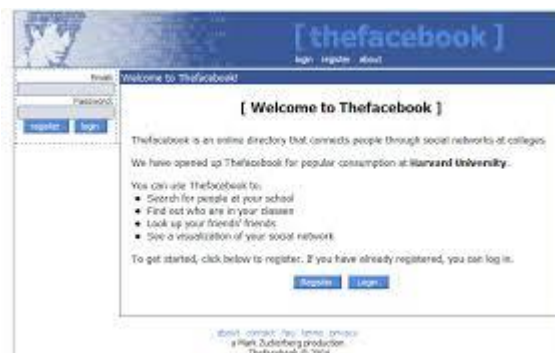 [ thefacebook ]
login register about
Email:
Password:
register login
Welcome to Thefacebook!
[ Welcome to Thefacebook ]
Thefacebook is an online directory that connects people through social networks at colleges.
We have opened up Thefacebook for popular consumption at Harvard University.
You can use Thefacebook to:
• Search for people at your school
• Find out who are in your classes
• Look up your friends' friends
• See a visualization of your social network
To get started, click below to register. If you have already registered, you can log in.
Register Login
about contact faq terms privacy
a Mark Zuckerberg production
Thefacebook © 2004